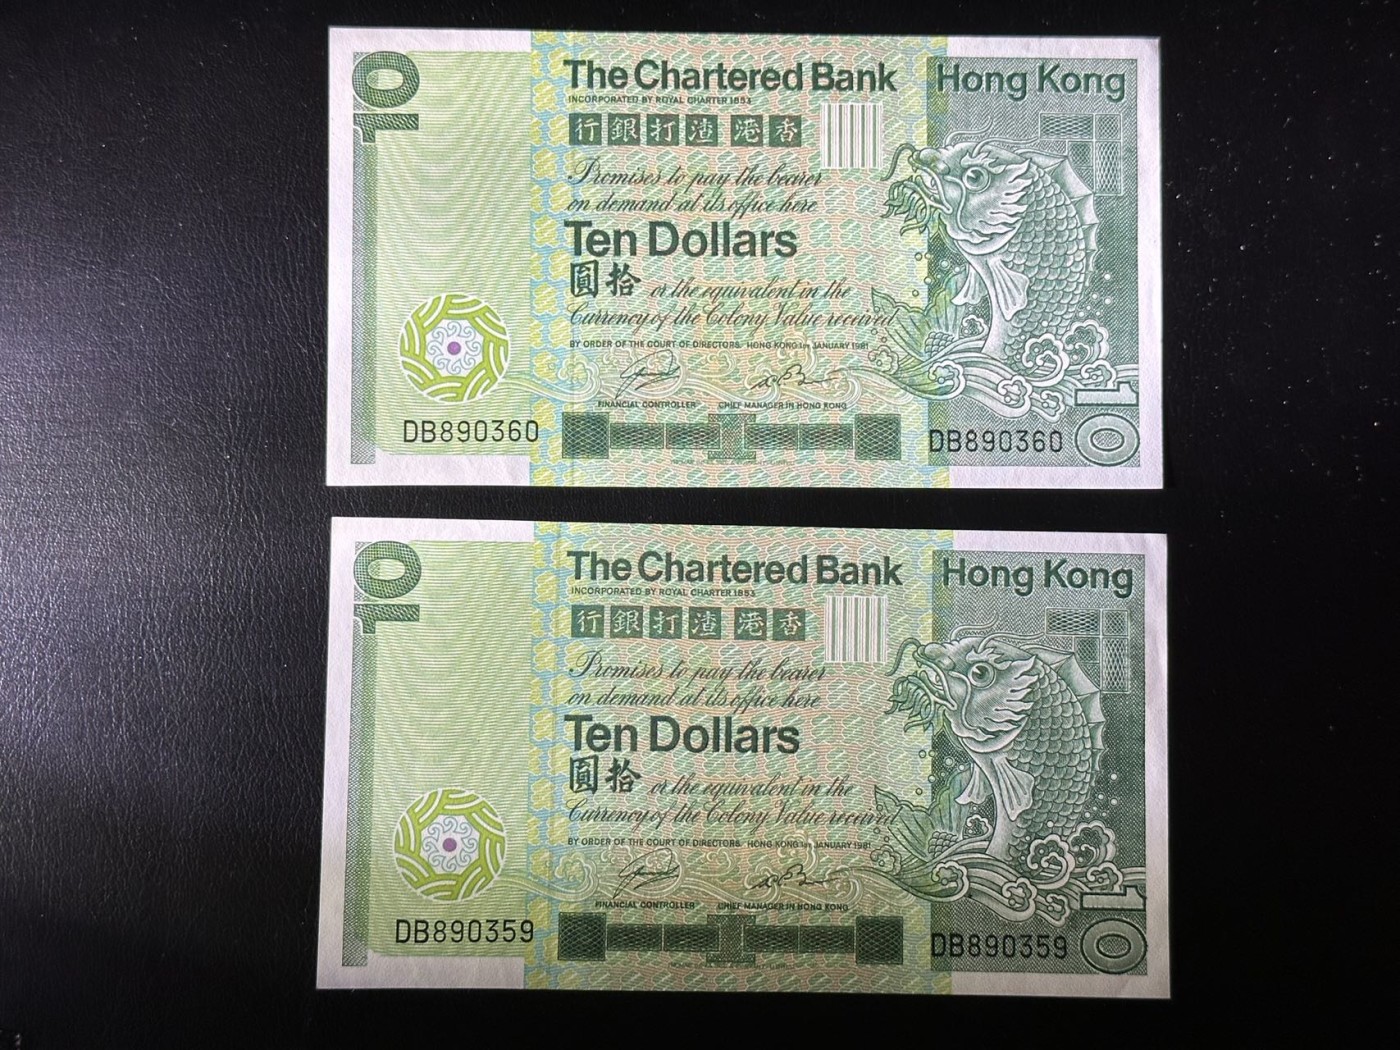 10
The Chartered Bank
Hong Kong
INCORPORATED BY ROYAL CHARTER 1853
行銀打渣 港香
Promises to pay the bearer
on demand at its office here
Ten Dollars
圓拾 or the equivalent in the
Currency of the Colony, Value received.
BY ORDER OF THE COURT OF DIRECTORS. HONG KONG 1ST JANUARY 1981
FINANCIAL CONTROLLER CHIEF MANAGER IN HONG KONG
DB890360 DB890360
10
10
The Chartered Bank
Hong Kong
INCORPORATED BY ROYAL CHARTER 1853
行銀打渣 港香
Promises to pay the bearer
on demand at its office here
Ten Dollars
圓拾 or the equivalent in the
Currency of the Colony, Value received.
BY ORDER OF THE COURT OF DIRECTORS. HONG KONG 1ST JANUARY 1981
FINANCIAL CONTROLLER CHIEF MANAGER IN HONG KONG
DB890359 DB890359
10